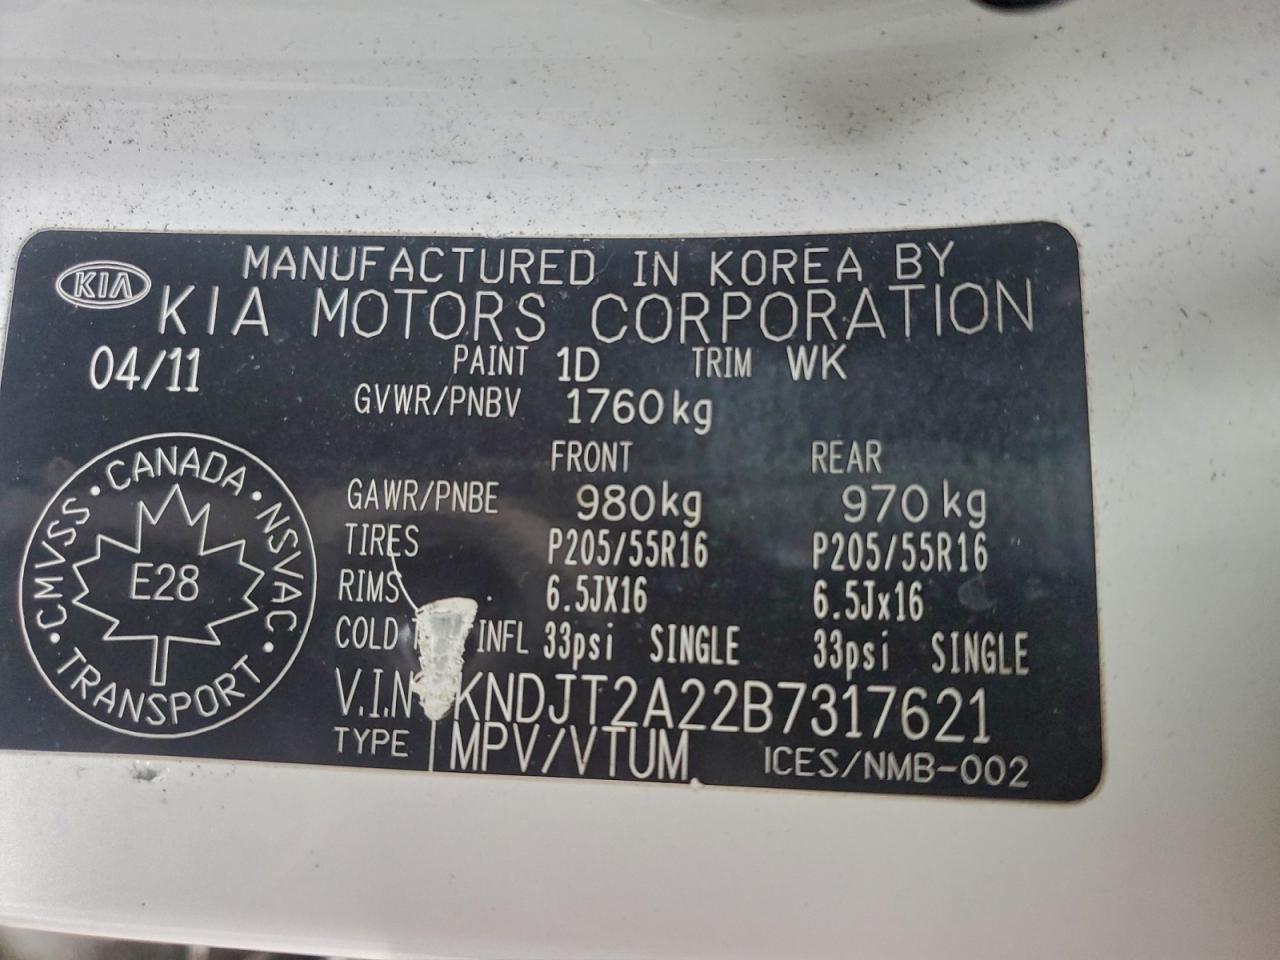 MANUFACTURED IN KOREA BY
KIA KIA MOTORS CORPORATION
04/11 PAINT 1D TRIM WK
GVWR/PNBV 1760kg
FRONT REAR
GAWR/PNBE 980kg 970kg
TIRES P205/55R16 P205/55R16
RIMS 6.5JX16 6.5Jx16
COLD INFL 33psi SINGLE 33psi SINGLE
V.I.N KNDJT2A22B7317621
TYPE MPV/VTUM ICES/NMB-002
CMVSS · CANADA · NSVAC · TRANSPORT ·
E28